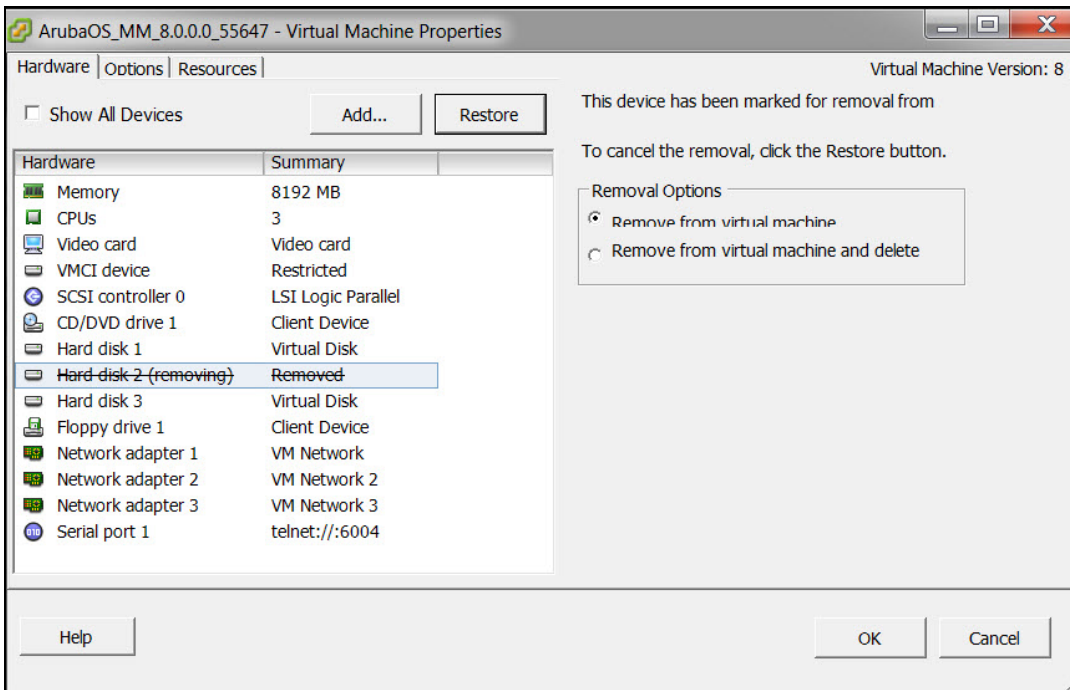 ArubaOS_MM_8.0.0.0_55647 - Virtual Machine Properties
Hardware Options Resources
Virtual Machine Version: 8
Show All Devices
Add...
Restore
Hardware Summary
Memory 8192 MB
CPUs 3
Video card Video card
VMCI device Restricted
SCSI controller 0 LSI Logic Parallel
CD/DVD drive 1 Client Device
Hard disk 1 Virtual Disk
Hard disk 2 (removing) Removed
Hard disk 3 Virtual Disk
Floppy drive 1 Client Device
Network adapter 1 VM Network
Network adapter 2 VM Network 2
Network adapter 3 VM Network 3
Serial port 1 telnet://:6004
This device has been marked for removal from
To cancel the removal, click the Restore button.
Removal Options
Remove from virtual machine
Remove from virtual machine and delete
Help
OK
Cancel